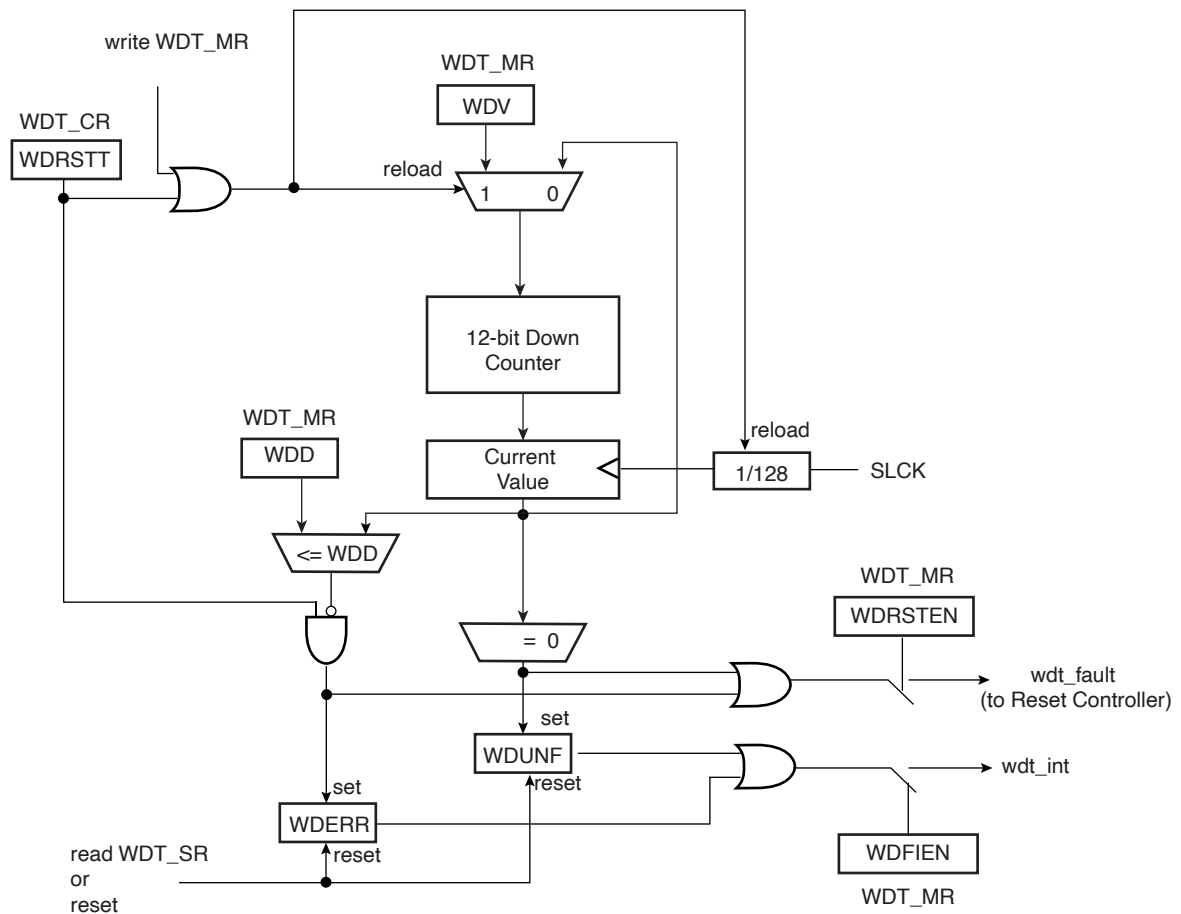 write WDT_MR
WDT_MR
WDV
WDT_CR
WDRSTT
reload
1 0
12-bit Down
Counter
WDT_MR
WDD
reload
Current
Value
1/128
SLCK
<= WDD
WDT_MR
WDRSTEN
= 0
wdt_fault
(to Reset Controller)
set
WDUNF
reset
wdt_int
set
WDERR
reset
read WDT_SR
or
reset
WDFIEN
WDT_MR